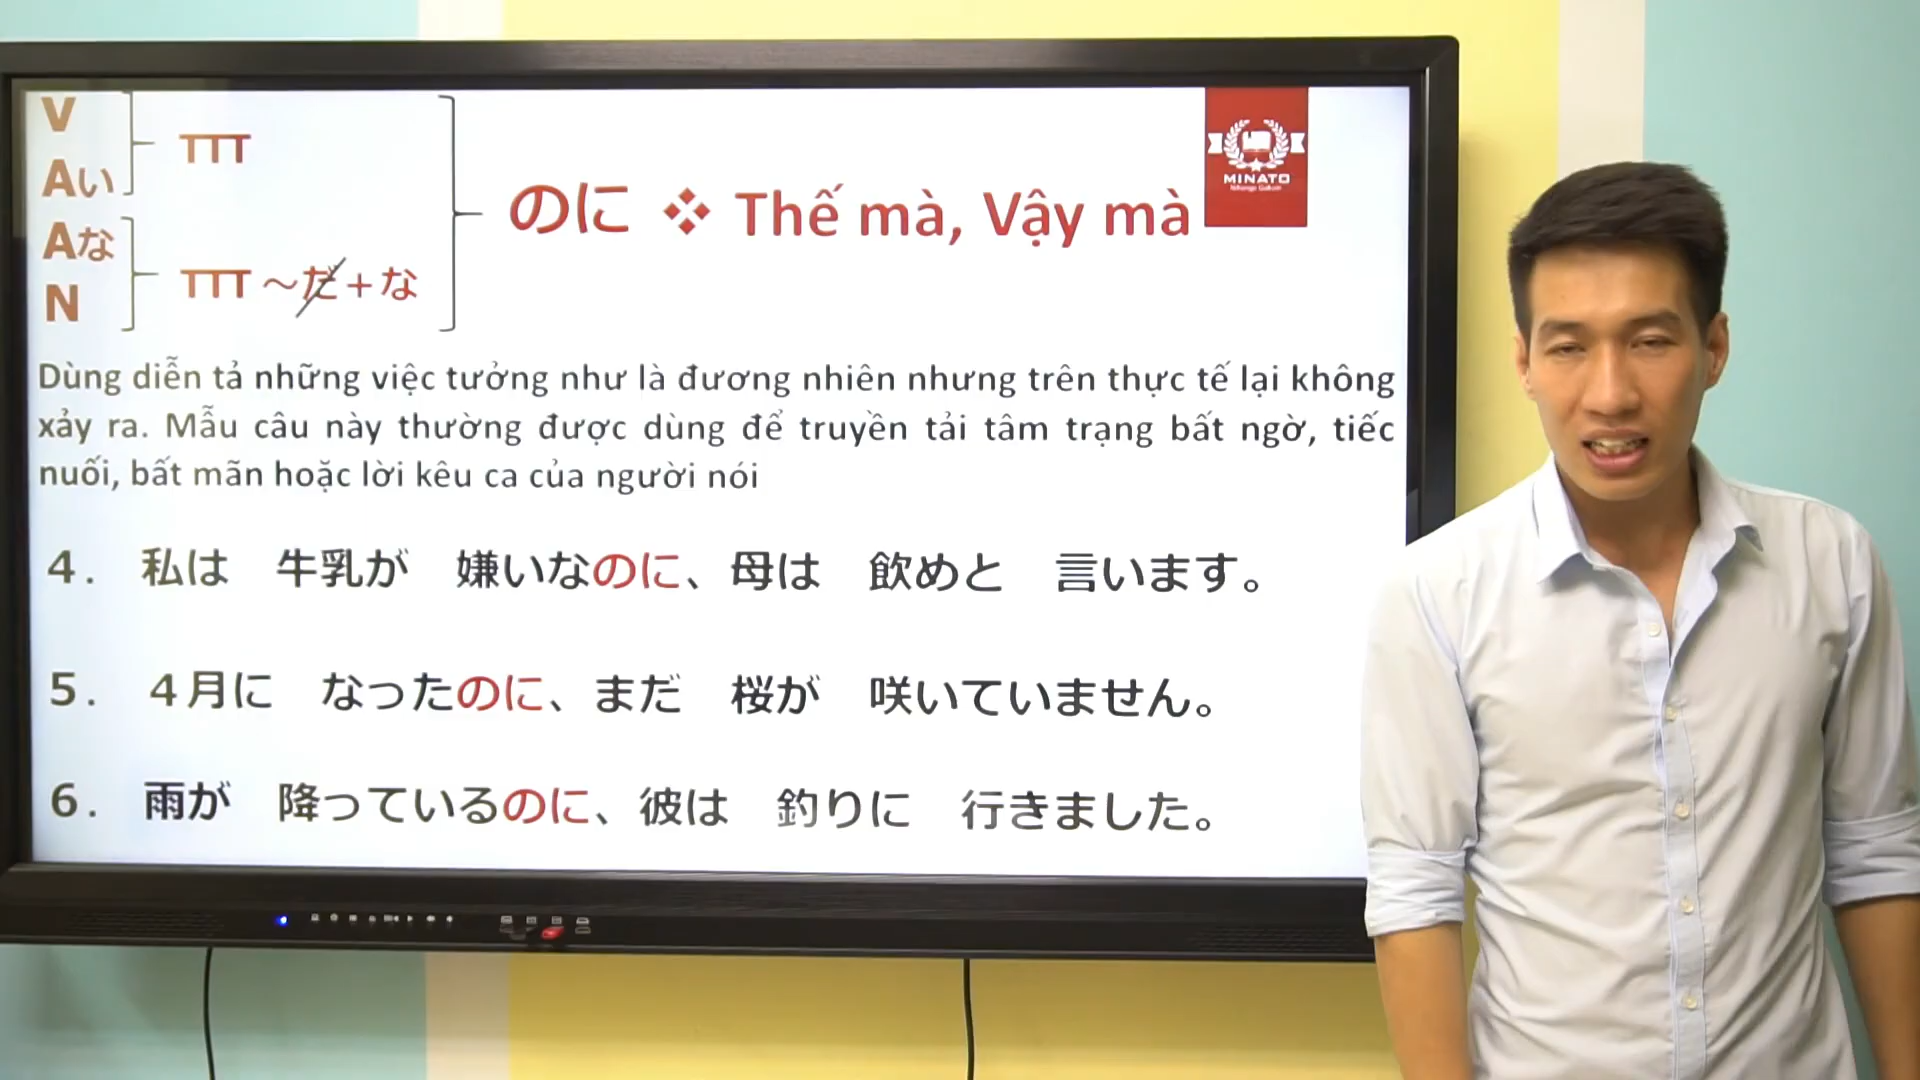 V
Aい
TTT
Aな
N
TTT ～だ + な
のに ❖ Thế mà, Vậy mà
MINATO
Nihongo Gakuin
Dùng diễn tả những việc tưởng như là đương nhiên nhưng trên thực tế lại không
xảy ra. Mẫu câu này thường được dùng để truyền tải tâm trạng bất ngờ, tiếc
nuối, bất mãn hoặc lời kêu ca của người nói
４． 私は 牛乳が 嫌いなのに、母は 飲めと 言います。
５． ４月に なったのに、まだ 桜が 咲いていません。
６． 雨が 降っているのに、彼は 釣りに 行きました。